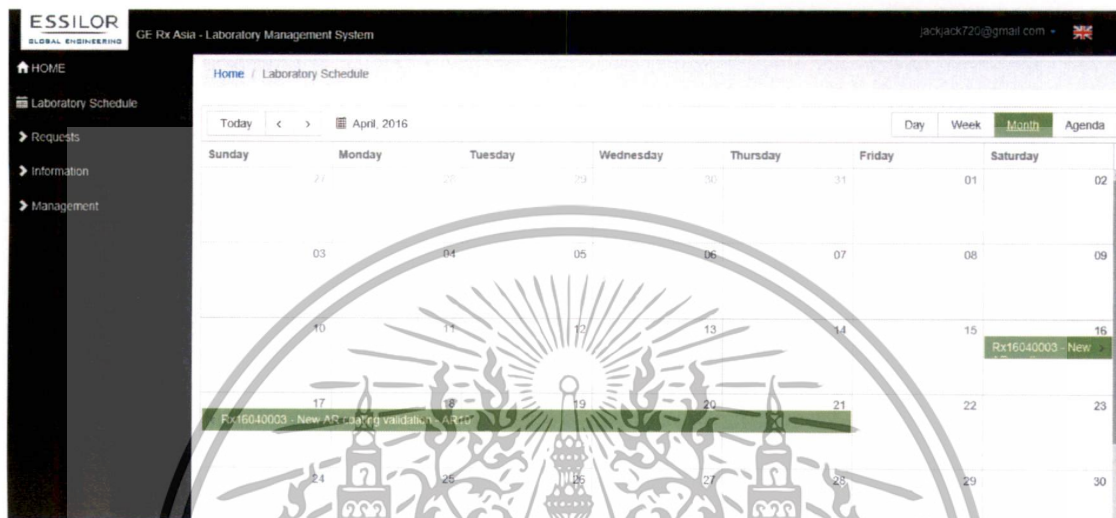 ESSILOR
GLOBAL ENGINEERING
GE Rx Asia - Laboratory Management System
jackjack720@gmail.com
HOME
Home / Laboratory Schedule
Laboratory Schedule
Today < > April, 2016 Day Week Month Agenda
Requests
Sunday Monday Tuesday Wednesday Thursday Friday Saturday
Information
27 28 29 30 31 01 02
Management
03 04 05 06 07 08 09
10 11 12 13 14 15 16
Rx16040003 - New
17 18 19 20 21 22 23
Rx16040003 - New AR coating validation - AR10
24 25 26 27 28 29 30